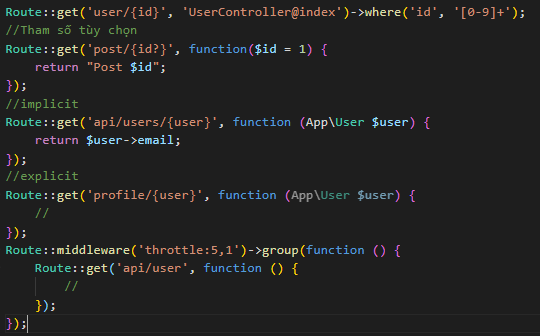 Route::get('user/{id}', 'UserController@index')->where('id', '[0-9]+');
//Tham số tùy chọn
Route::get('post/{id?}', function($id = 1) {
    return "Post $id";
});
//implicit
Route::get('api/users/{user}', function (App\User $user) {
    return $user->email;
});
//explicit
Route::get('profile/{user}', function (App\User $user) {
    //
});
Route::middleware('throttle:5,1')->group(function () {
    Route::get('api/user', function () {
        //
    });
});